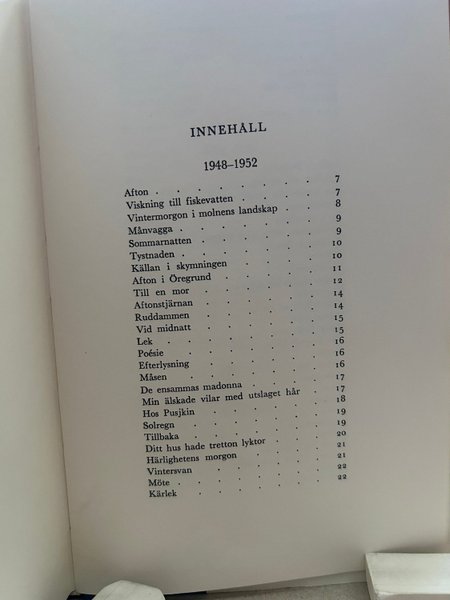 INNEHÅLL
1948–1952
Afton . . . . . . . 7
Viskning till fiskevatten . . . . 7
Vintermorgon i molnens landskap . . 8
Månvagga . . . . . . 9
Sommarnatten . . . . . 9
Tystnaden . . . . . . 10
Källan i skymningen . . . . 10
Afton i Öregrund . . . . . 11
Till en mor . . . . . . 12
Aftonstjärnan . . . . . 14
Ruddammen . . . . . 14
Vid midnatt . . . . . 15
Lek . . . . . . . 15
Poésie . . . . . . 16
Efterlysning . . . . . 16
Måsen . . . . . . 16
De ensammas madonna . . . . 17
Min älskade vilar med utslaget hår . 17
Hos Pusjkin . . . . . 18
Solregn . . . . . . 19
Tillbaka . . . . . . 19
Ditt hus hade tretton lyktor . . . 20
Härlighetens morgon . . . . 21
Vintersvan . . . . . 21
Möte . . . . . . 22
Kärlek . . . . . . 22